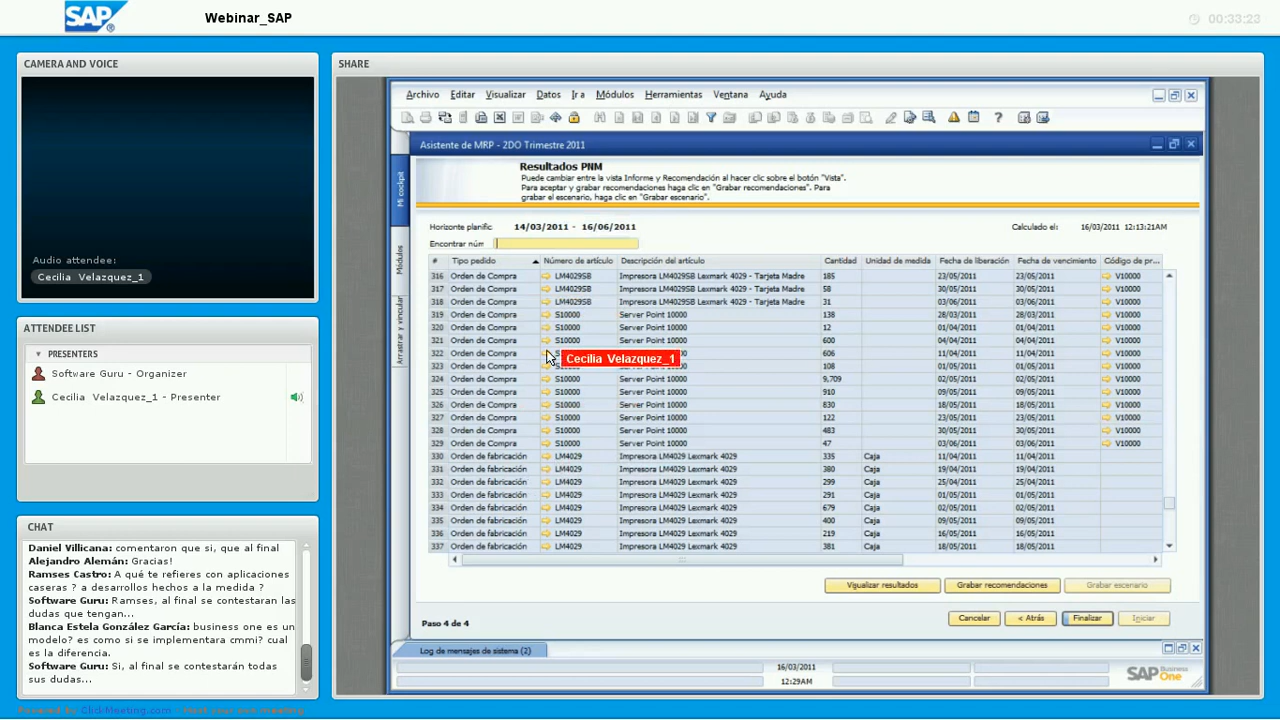 SAP
Webinar_SAP
00:33:23
CAMERA AND VOICE
Audio attendee:
Cecilia Velazquez_1
ATTENDEE LIST
PRESENTERS
Software Guru - Organizer
Cecilia Velazquez_1 - Presenter
CHAT
Daniel Villicana: comentaron que si, que al final
Alejandro Alemán: Gracias!
Ramses Castro: A qué te refieres con aplicaciones
caseras ? a desarrollos hechos a la medida ?
Software Guru: Ramses, al final se contestaran las
dudas que tengan...
Blanca Estela González García: business one es un
modelo? es como si se implementara cmmi? cual
es la diferencia.
Software Guru: Si, al final se contestarán todas
sus dudas...
Powered by ClickMeeting.com - Host your own meeting
SHARE
Archivo Editar Visualizar Datos Ir a Módulos Herramientas Ventana Ayuda
Asistente de MRP - 2DO Trimestre 2011
Mi cockpit
Módulos
Arrastrar y vincular
Resultados PNM
Puede cambiar entre la vista Informe y Recomendación al hacer clic sobre el botón "Vista".
Para aceptar y grabar recomendaciones haga clic en "Grabar recomendaciones". Para
grabar el escenario, haga clic en "Grabar escenario".
Horizonte planific 14/03/2011 - 16/06/2011 Calculado el: 16/03/2011 12:13:21AM
Encontrar núm
# Tipo pedido Número de artículo Descripción del artículo Cantidad Unidad de medida Fecha de liberación Fecha de vencimiento Código de pr...
316 Orden de Compra LM4029SB Impresora LM4029SB Lexmark 4029 - Tarjeta Madre 185 23/05/2011 23/05/2011 V10000
317 Orden de Compra LM4029SB Impresora LM4029SB Lexmark 4029 - Tarjeta Madre 58 30/05/2011 30/05/2011 V10000
318 Orden de Compra LM4029SB Impresora LM4029SB Lexmark 4029 - Tarjeta Madre 31 03/06/2011 03/06/2011 V10000
319 Orden de Compra S10000 Server Point 10000 138 28/03/2011 28/03/2011 V10000
320 Orden de Compra S10000 Server Point 10000 12 01/04/2011 01/04/2011 V10000
321 Orden de Compra S10000 Server Point 10000 600 04/04/2011 04/04/2011 V10000
322 Orden de Compra Cecilia Velazquez_1 606 11/04/2011 11/04/2011 V10000
323 Orden de Compra 108 01/05/2011 01/05/2011 V10000
324 Orden de Compra S10000 Server Point 10000 9,709 02/05/2011 02/05/2011 V10000
325 Orden de Compra S10000 Server Point 10000 910 09/05/2011 09/05/2011 V10000
326 Orden de Compra S10000 Server Point 10000 830 18/05/2011 18/05/2011 V10000
327 Orden de Compra S10000 Server Point 10000 122 23/05/2011 23/05/2011 V10000
328 Orden de Compra S10000 Server Point 10000 483 30/05/2011 30/05/2011 V10000
329 Orden de Compra S10000 Server Point 10000 47 03/06/2011 03/06/2011 V10000
330 Orden de fabricación LM4029 Impresora LM4029 Lexmark 4029 335 Caja 11/04/2011 11/04/2011
331 Orden de fabricación LM4029 Impresora LM4029 Lexmark 4029 380 Caja 19/04/2011 19/04/2011
332 Orden de fabricación LM4029 Impresora LM4029 Lexmark 4029 299 Caja 25/04/2011 25/04/2011
333 Orden de fabricación LM4029 Impresora LM4029 Lexmark 4029 291 Caja 01/05/2011 01/05/2011
334 Orden de fabricación LM4029 Impresora LM4029 Lexmark 4029 679 Caja 02/05/2011 02/05/2011
335 Orden de fabricación LM4029 Impresora LM4029 Lexmark 4029 400 Caja 09/05/2011 09/05/2011
336 Orden de fabricación LM4029 Impresora LM4029 Lexmark 4029 219 Caja 16/05/2011 16/05/2011
337 Orden de fabricación LM4029 Impresora LM4029 Lexmark 4029 381 Caja 18/05/2011 18/05/2011
Visualizar resultados Grabar recomendaciones Grabar escenario
Paso 4 de 4 Cancelar < Atrás Finalizar Iniciar
Log de mensajes de sistema (2)
16/03/2011
12:29AM
SAP Business One